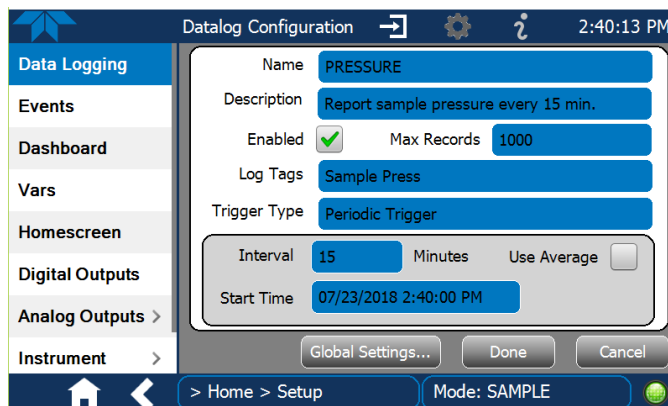 Datalog Configuration 2:40:13 PM
Data Logging
Events
Dashboard
Vars
Homescreen
Digital Outputs
Analog Outputs >
Instrument >
Name PRESSURE
Description Report sample pressure every 15 min.
Enabled Max Records 1000
Log Tags Sample Press
Trigger Type Periodic Trigger
Interval 15 Minutes Use Average
Start Time 07/23/2018 2:40:00 PM
Global Settings... Done Cancel
> Home > Setup Mode: SAMPLE